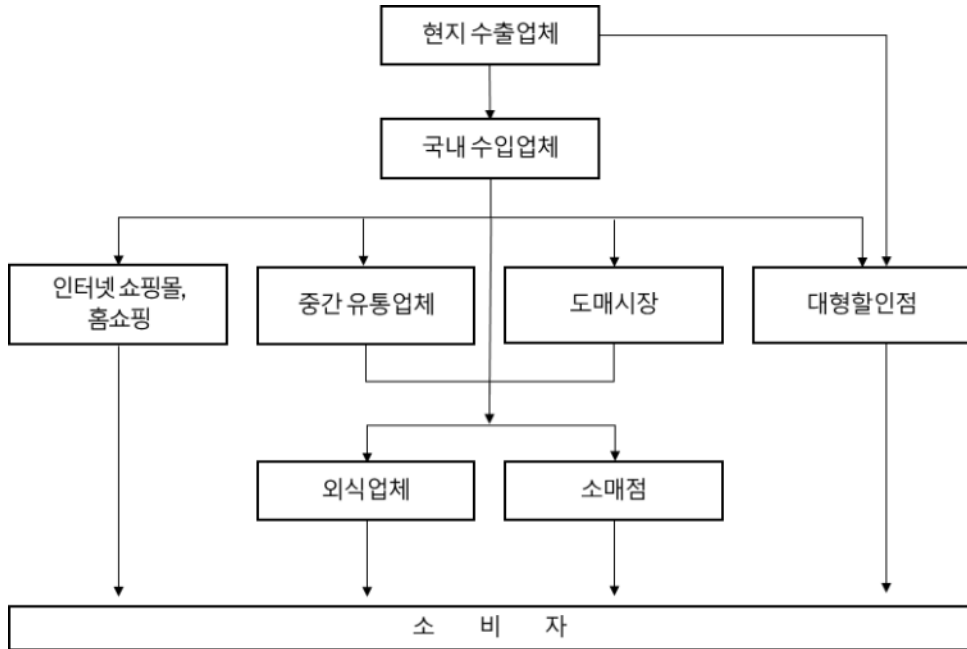 현지 수출업체
국내 수입업체
인터넷 쇼핑몰,
홈쇼핑
중간 유통업체
도매시장
대형할인점
외식업체
소매점
소 비 자